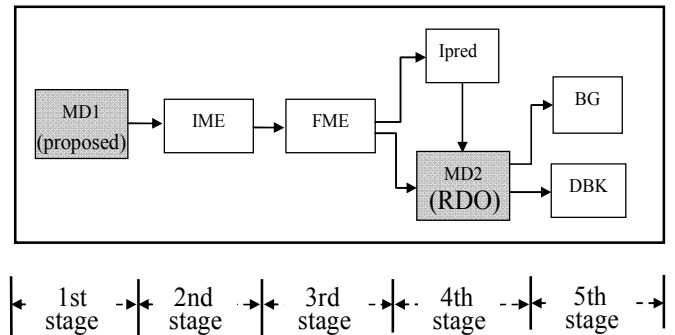 Ipred
MD1
(proposed)
IME
FME
BG
MD2
(RDO)
DBK
1st
stage
2nd
stage
3rd
stage
4th
stage
5th
stage